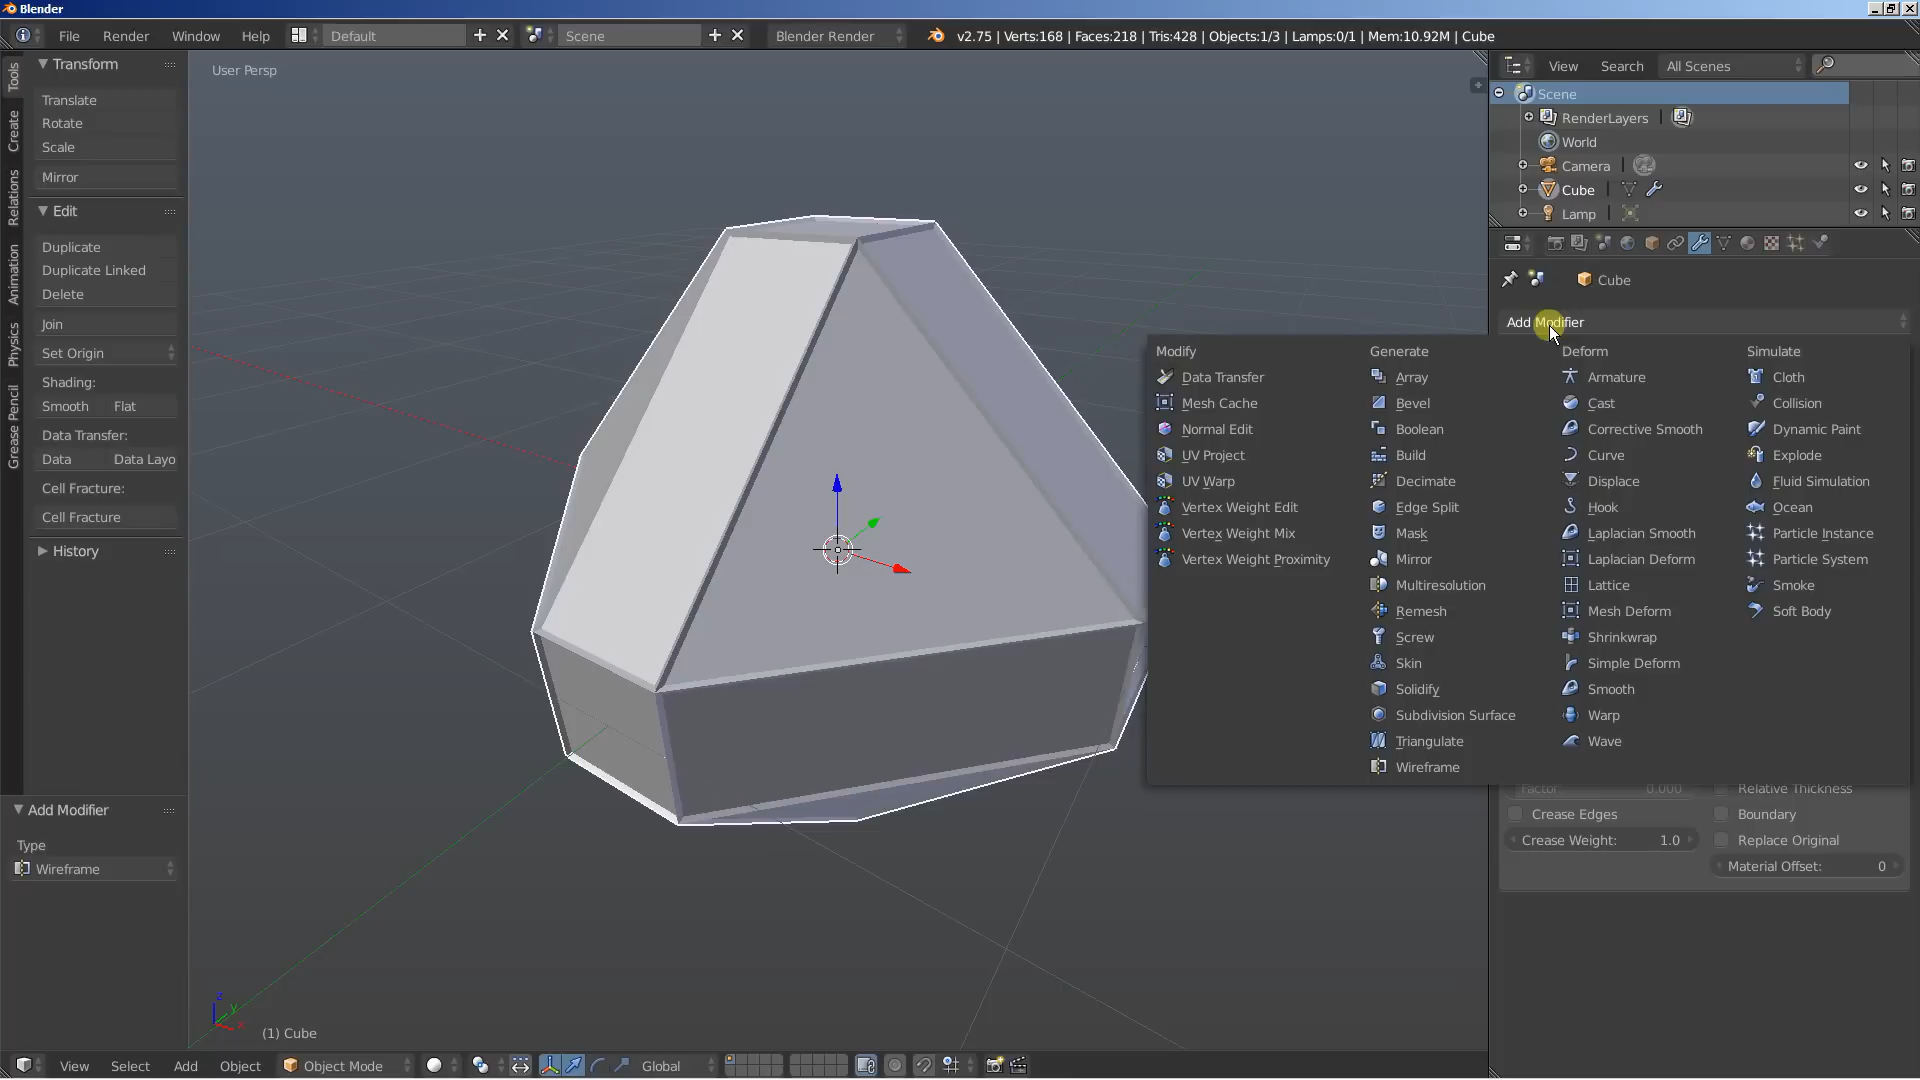 Blender
File Render Window Help Default Scene Blender Render v2.75 | Verts:168 | Faces:218 | Tris:428 | Objects:1/3 | Lamps:0/1 | Mem:10.92M | Cube
Tools
Create
Relations
Animation
Physics
Grease Pencil
Transform
Translate
Rotate
Scale
Mirror
Edit
Duplicate
Duplicate Linked
Delete
Join
Set Origin
Shading:
Smooth Flat
Data Transfer:
Data Data Layo
Cell Fracture:
Cell Fracture
History
Add Modifier
Type
Wireframe
User Persp
z
y
x
(1) Cube
View Select Add Object Object Mode Global
View Search All Scenes
Scene
RenderLayers |
World
Camera |
Cube |
Lamp |
Cube
Add Modifier
Modify
Data Transfer
Mesh Cache
Normal Edit
UV Project
UV Warp
Vertex Weight Edit
Vertex Weight Mix
Vertex Weight Proximity
Generate
Array
Bevel
Boolean
Build
Decimate
Edge Split
Mask
Mirror
Multiresolution
Remesh
Screw
Skin
Solidify
Subdivision Surface
Triangulate
Wireframe
Deform
Armature
Cast
Corrective Smooth
Curve
Displace
Hook
Laplacian Smooth
Laplacian Deform
Lattice
Mesh Deform
Shrinkwrap
Simple Deform
Smooth
Warp
Wave
Simulate
Cloth
Collision
Dynamic Paint
Explode
Fluid Simulation
Ocean
Particle Instance
Particle System
Smoke
Soft Body
Factor: 0.000 Relative Thickness
Crease Edges Boundary
Crease Weight: 1.0 Replace Original
Material Offset: 0